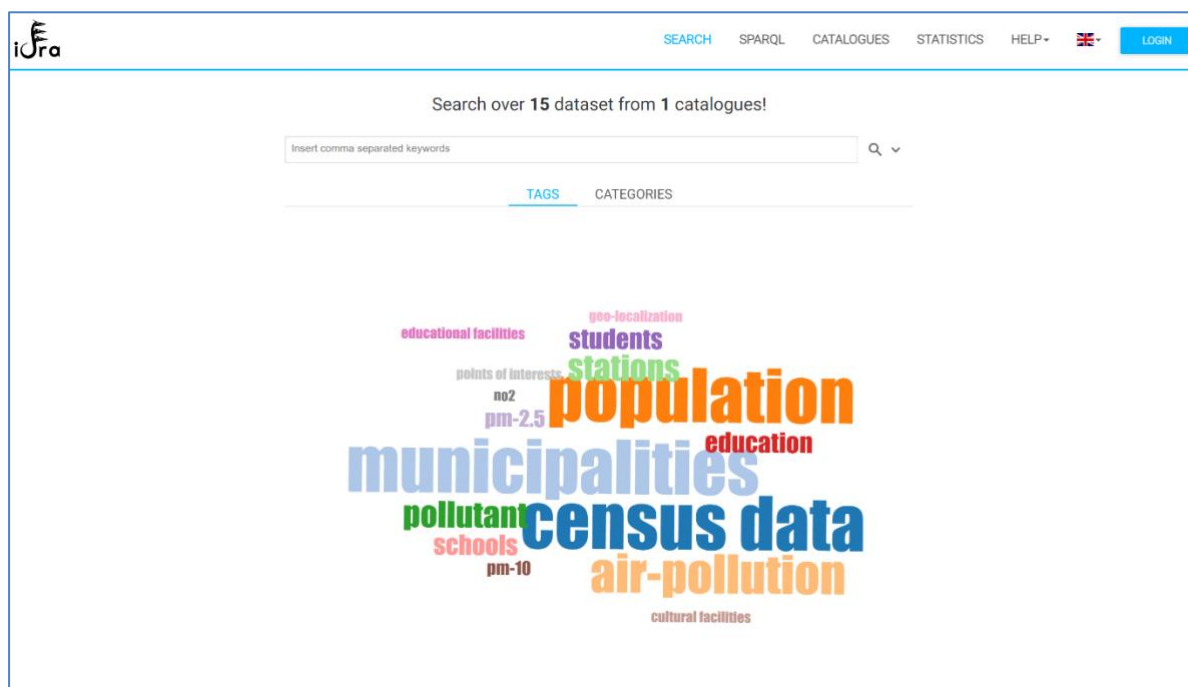 idra
SEARCH SPARQL CATALOGUES STATISTICS HELP LOGIN
Search over 15 dataset from 1 catalogues!
Insert comma separated keywords
TAGS CATEGORIES
geo-localization
educational facilities
students
stations
points of interests
population
no2
pm-2.5
education
municipalities
census data
pollutant
schools
pm-10
air-pollution
cultural facilities